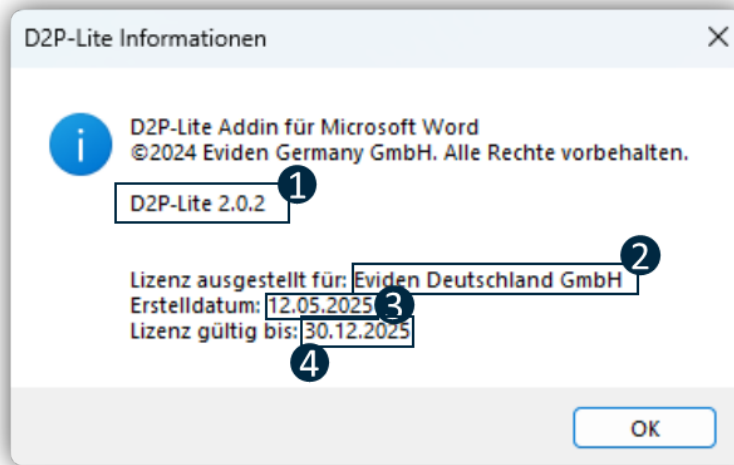 D2P-Lite Informationen
i
D2P-Lite Addin für Microsoft Word
©2024 Eviden Germany GmbH. Alle Rechte vorbehalten.
1
D2P-Lite 2.0.2
2
Lizenz ausgestellt für: Eviden Deutschland GmbH
Erstelldatum: 12.05.2025 3
Lizenz gültig bis: 30.12.2025
4
OK